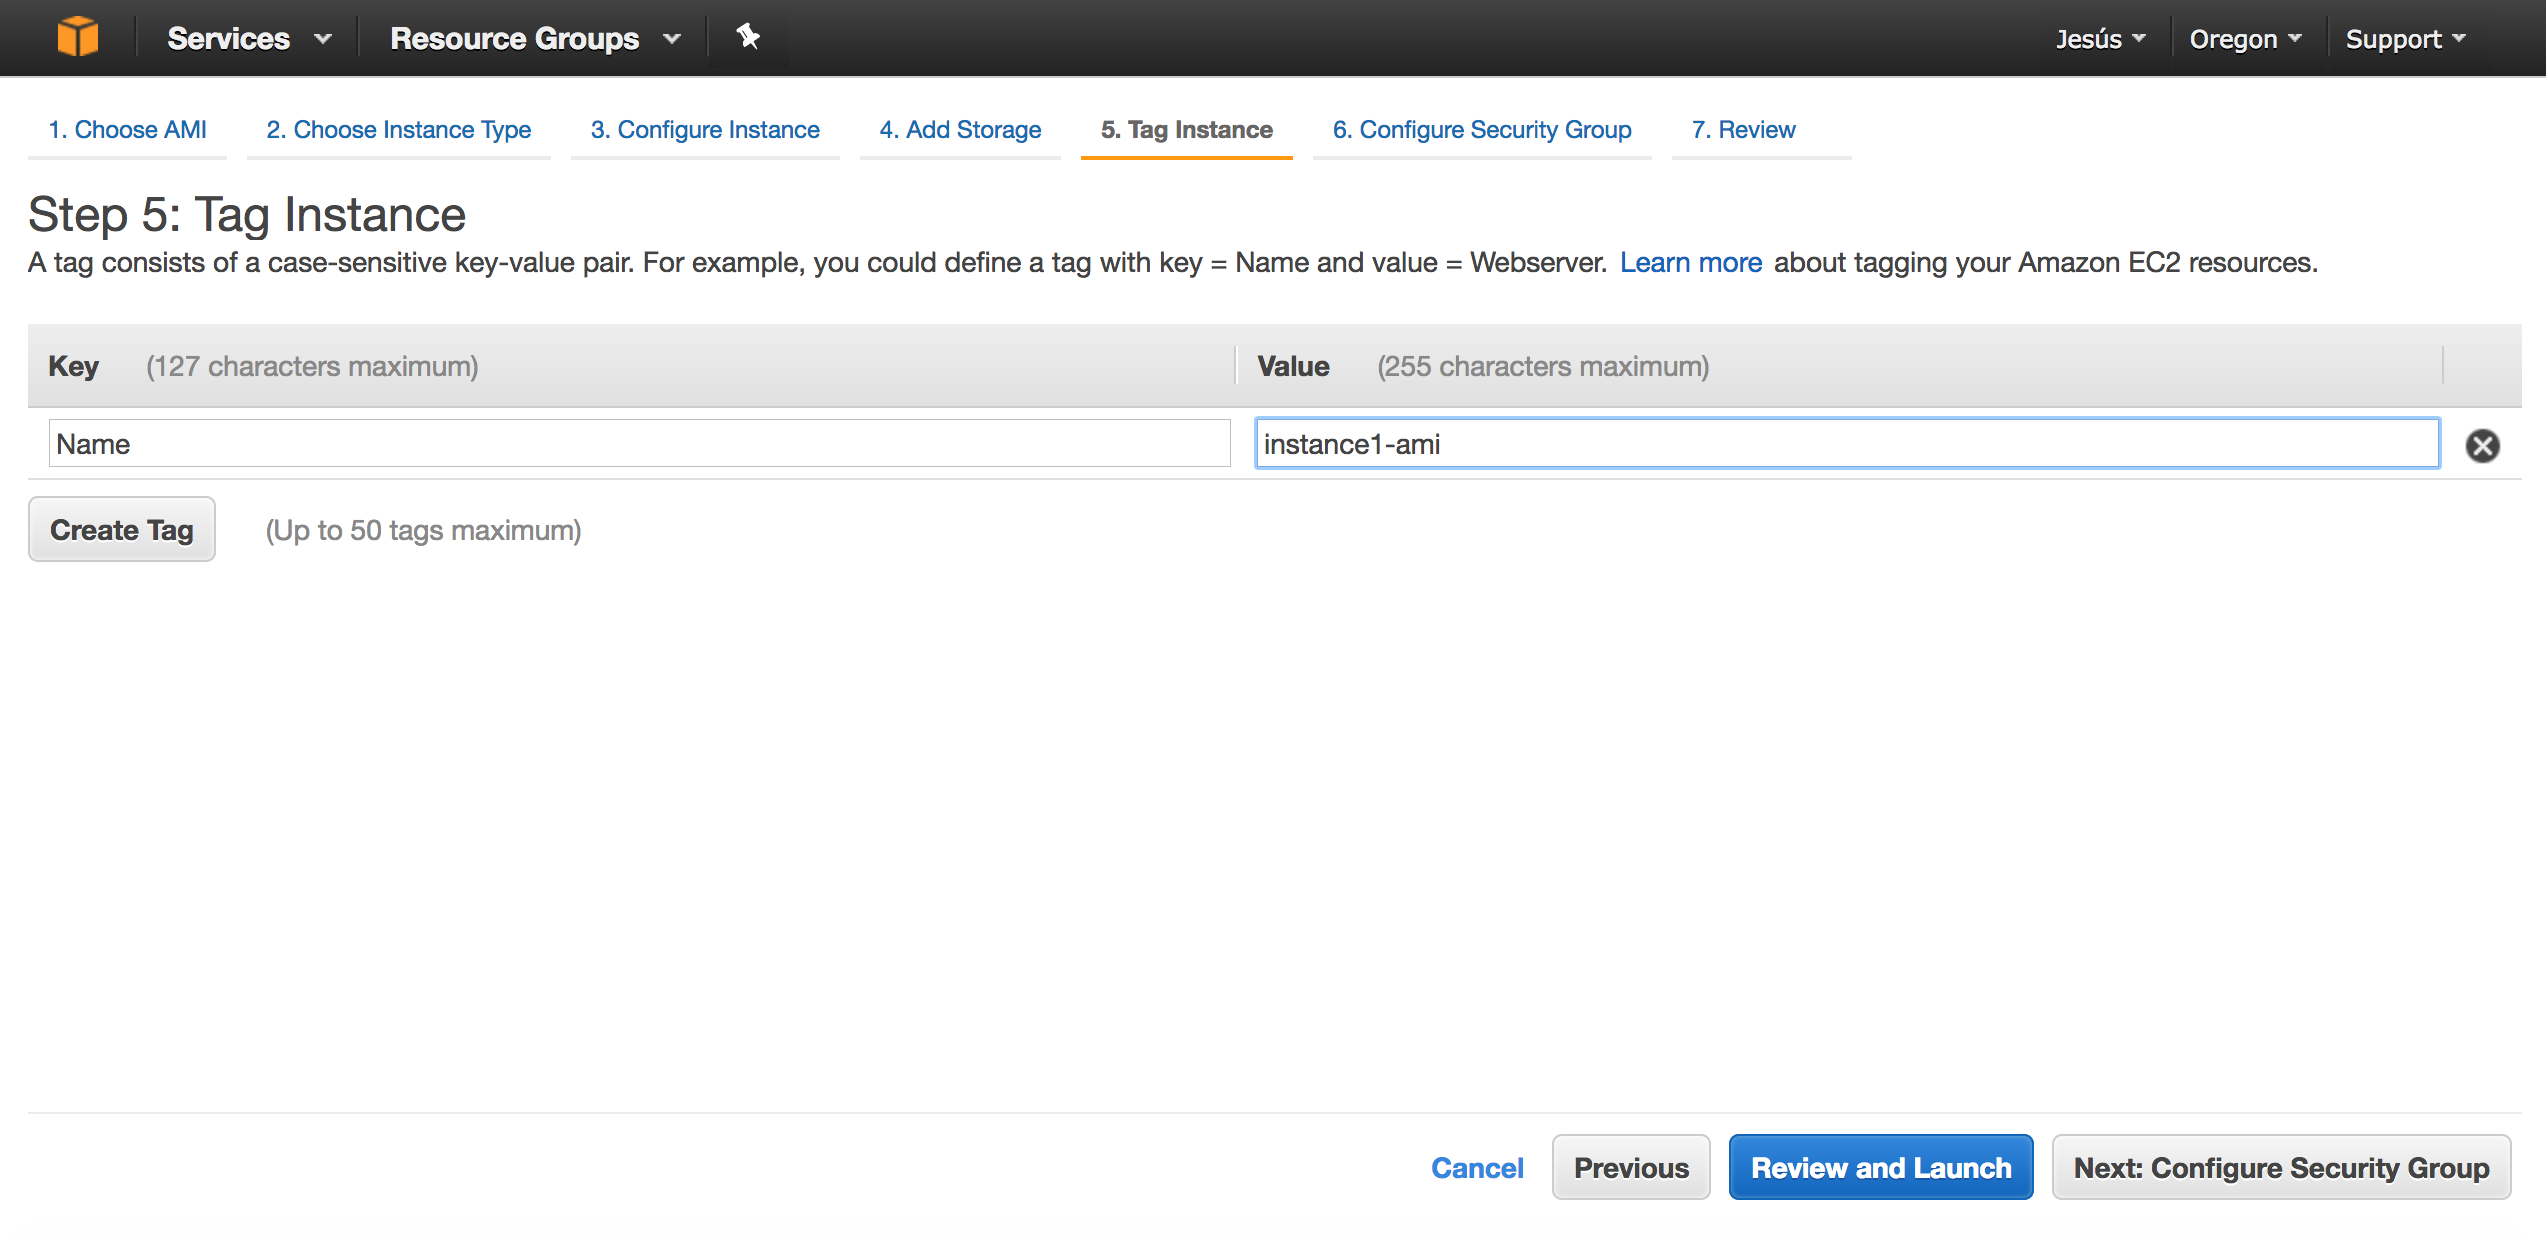 Services Resource Groups Jesús Oregon Support
1. Choose AMI 2. Choose Instance Type 3. Configure Instance 4. Add Storage 5. Tag Instance 6. Configure Security Group 7. Review
Step 5: Tag Instance
A tag consists of a case-sensitive key-value pair. For example, you could define a tag with key = Name and value = Webserver. Learn more about tagging your Amazon EC2 resources.
Key (127 characters maximum) Value (255 characters maximum)
Name instance1-ami
Create Tag (Up to 50 tags maximum)
Cancel Previous Review and Launch Next: Configure Security Group